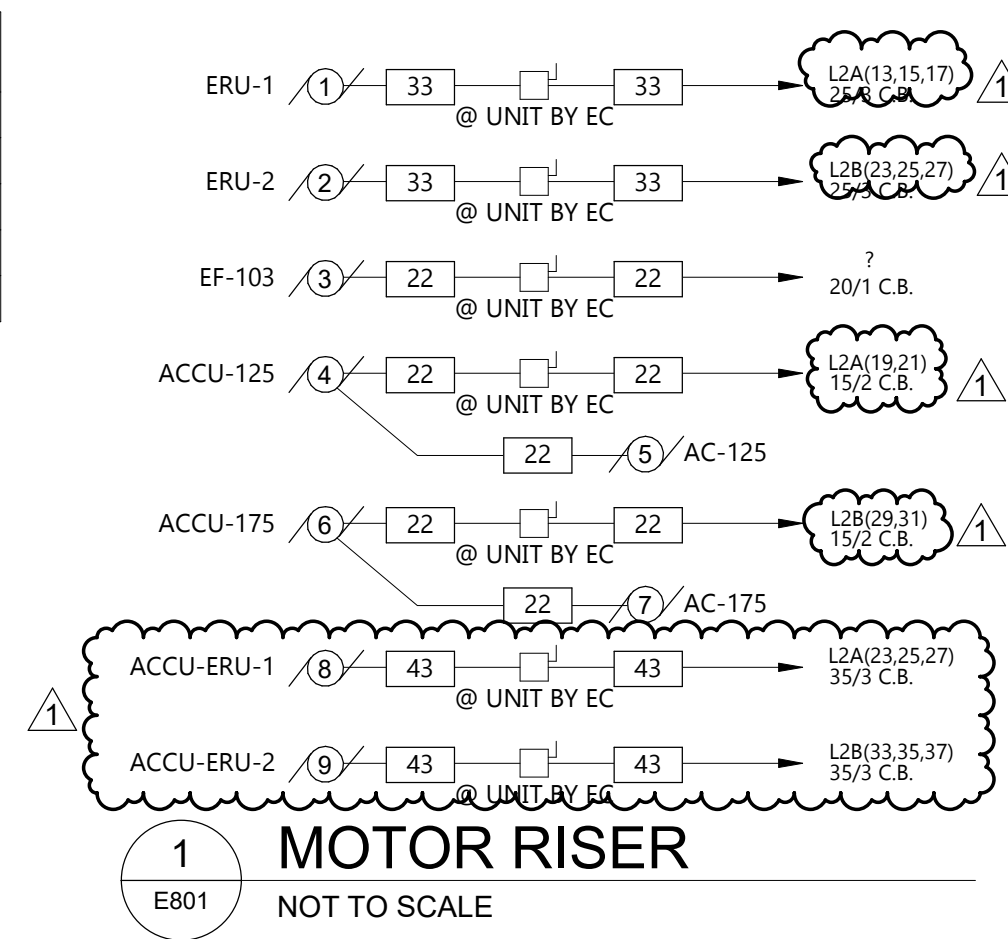 ERU-1 1 33 33 L2A(13,15,17) 1
@ UNIT BY EC 25/3 C.B.
ERU-2 2 33 33 L2B(23,25,27) 1
@ UNIT BY EC 25/3 C.B.
EF-103 3 22 22 ?
@ UNIT BY EC 20/1 C.B.
ACCU-125 4 22 22 L2A(19,21) 1
@ UNIT BY EC 15/2 C.B.
22 5 AC-125
ACCU-175 6 22 22 L2B(29,31) 1
@ UNIT BY EC 15/2 C.B.
22 7 AC-175
ACCU-ERU-1 8 43 43 L2A(23,25,27)
@ UNIT BY EC 35/3 C.B.
1
ACCU-ERU-2 9 43 43 L2B(33,35,37)
@ UNIT BY EC 35/3 C.B.
1 MOTOR RISER
E801 NOT TO SCALE